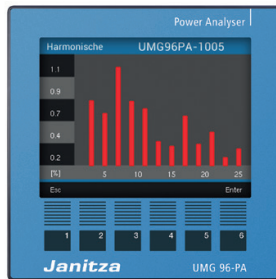 Power Analyser
Harmonische UMG96PA-1005
1.1
0.9
0.7
0.4
0.2
[%] 5 10 15 20 25
Esc Enter
1 2 3 4 5 6
Janitza UMG 96-PA